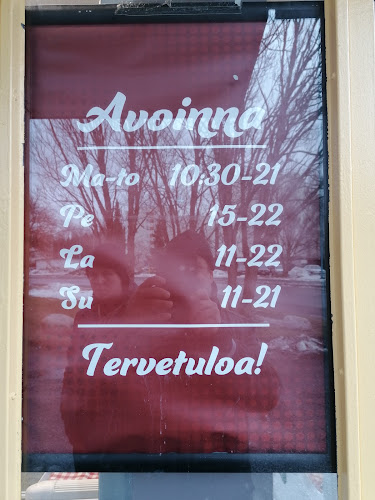 Avoinna
Ma-to 10:30-21
Pe 15-22
La 11-22
Su 11-21
Tervetuloa!